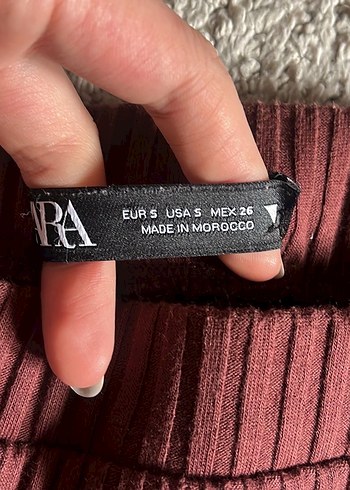 ARA
EUR S USA S MEX 26
MADE IN MOROCCO